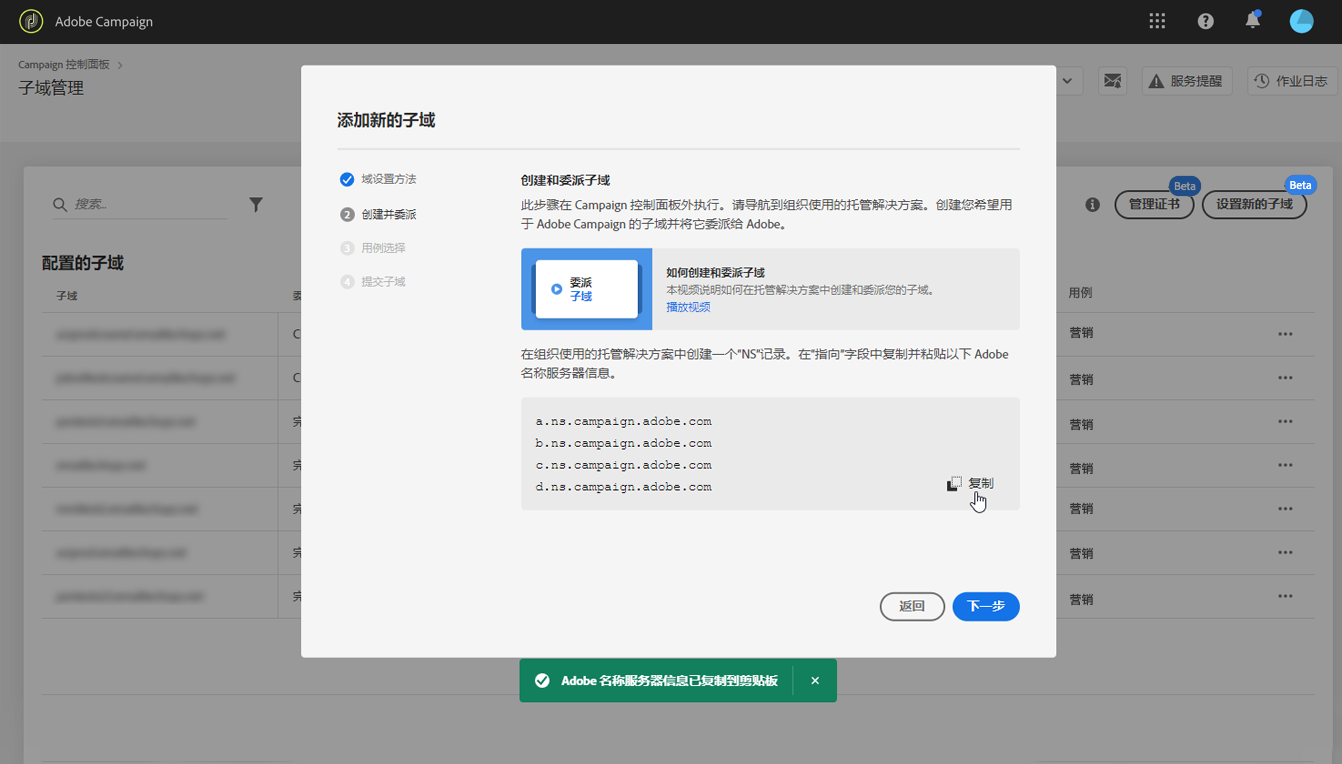 Adobe Campaign
Campaign 控制面板
子域管理
服务提醒
作业日志
搜索..
Beta
管理证书
Beta
设置新的子域
配置的子域
子域
用例
营销
营销
营销
营销
营销
营销
营销
添加新的子域
域设置方法
2 创建并委派
3 用例选择
4 提交子域
创建和委派子域
此步骤在 Campaign 控制面板外执行。请导航到组织使用的托管解决方案。创建您希望用
于 Adobe Campaign 的子域并将它委派给 Adobe。
委派
子域
如何创建和委派子域
本视频说明如何在托管解决方案中创建和委派您的子域。
播放视频
在组织使用的托管解决方案中创建一个"NS"记录。在"指向"字段中复制并粘贴以下 Adobe
名称服务器信息。
a.ns.campaign.adobe.com
b.ns.campaign.adobe.com
c.ns.campaign.adobe.com
d.ns.campaign.adobe.com
复制
返回
下一步
Adobe 名称服务器信息已复制到剪贴板